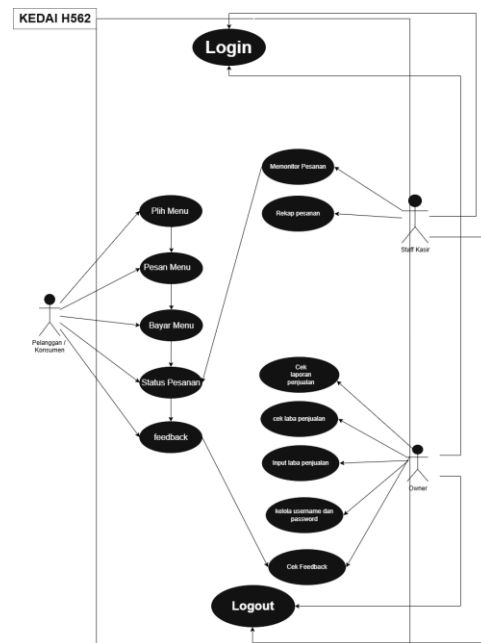 KEDAI H562
Login
Memonitor Pesanan
Plih Menu
Rekap pesanan
Staff Kasir
Pesan Menu
Pelanggan /
Konsumen
Bayar Menu
Status Pesanan
Cek
laporan
penjualan
cek laba penjualan
feedback
Input laba penjualan
Owner
kelola username dan
password
Cek Feedback
Logout